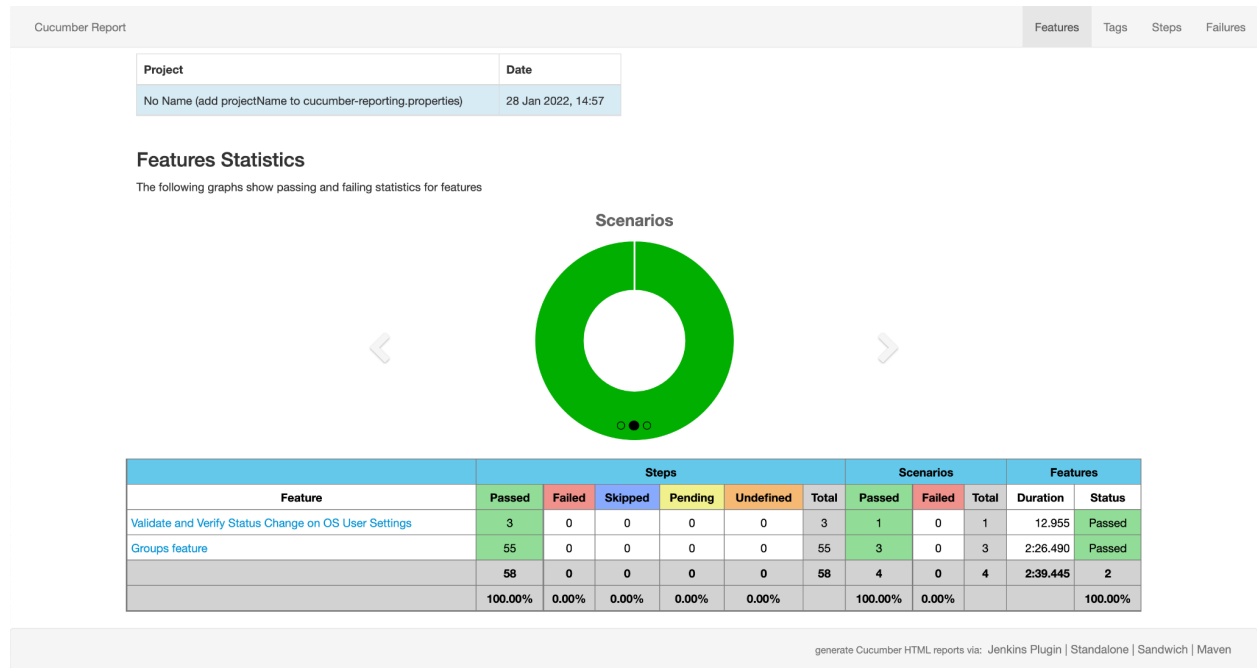 Cucumber Report Features Tags Steps Failures
Project Date
No Name (add projectName to cucumber-reporting.properties) 28 Jan 2022, 14:57
Features Statistics
The following graphs show passing and failing statistics for features
Scenarios
Steps Scenarios Features
Feature Passed Failed Skipped Pending Undefined Total Passed Failed Total Duration Status
Validate and Verify Status Change on OS User Settings 3 0 0 0 0 3 1 0 1 12.955 Passed
Groups feature 55 0 0 0 0 55 3 0 3 2:26.490 Passed
58 0 0 0 0 58 4 0 4 2:39.445 2
100.00% 0.00% 0.00% 0.00% 0.00% 100.00% 0.00% 100.00%
generate Cucumber HTML reports via: Jenkins Plugin | Standalone | Sandwich | Maven